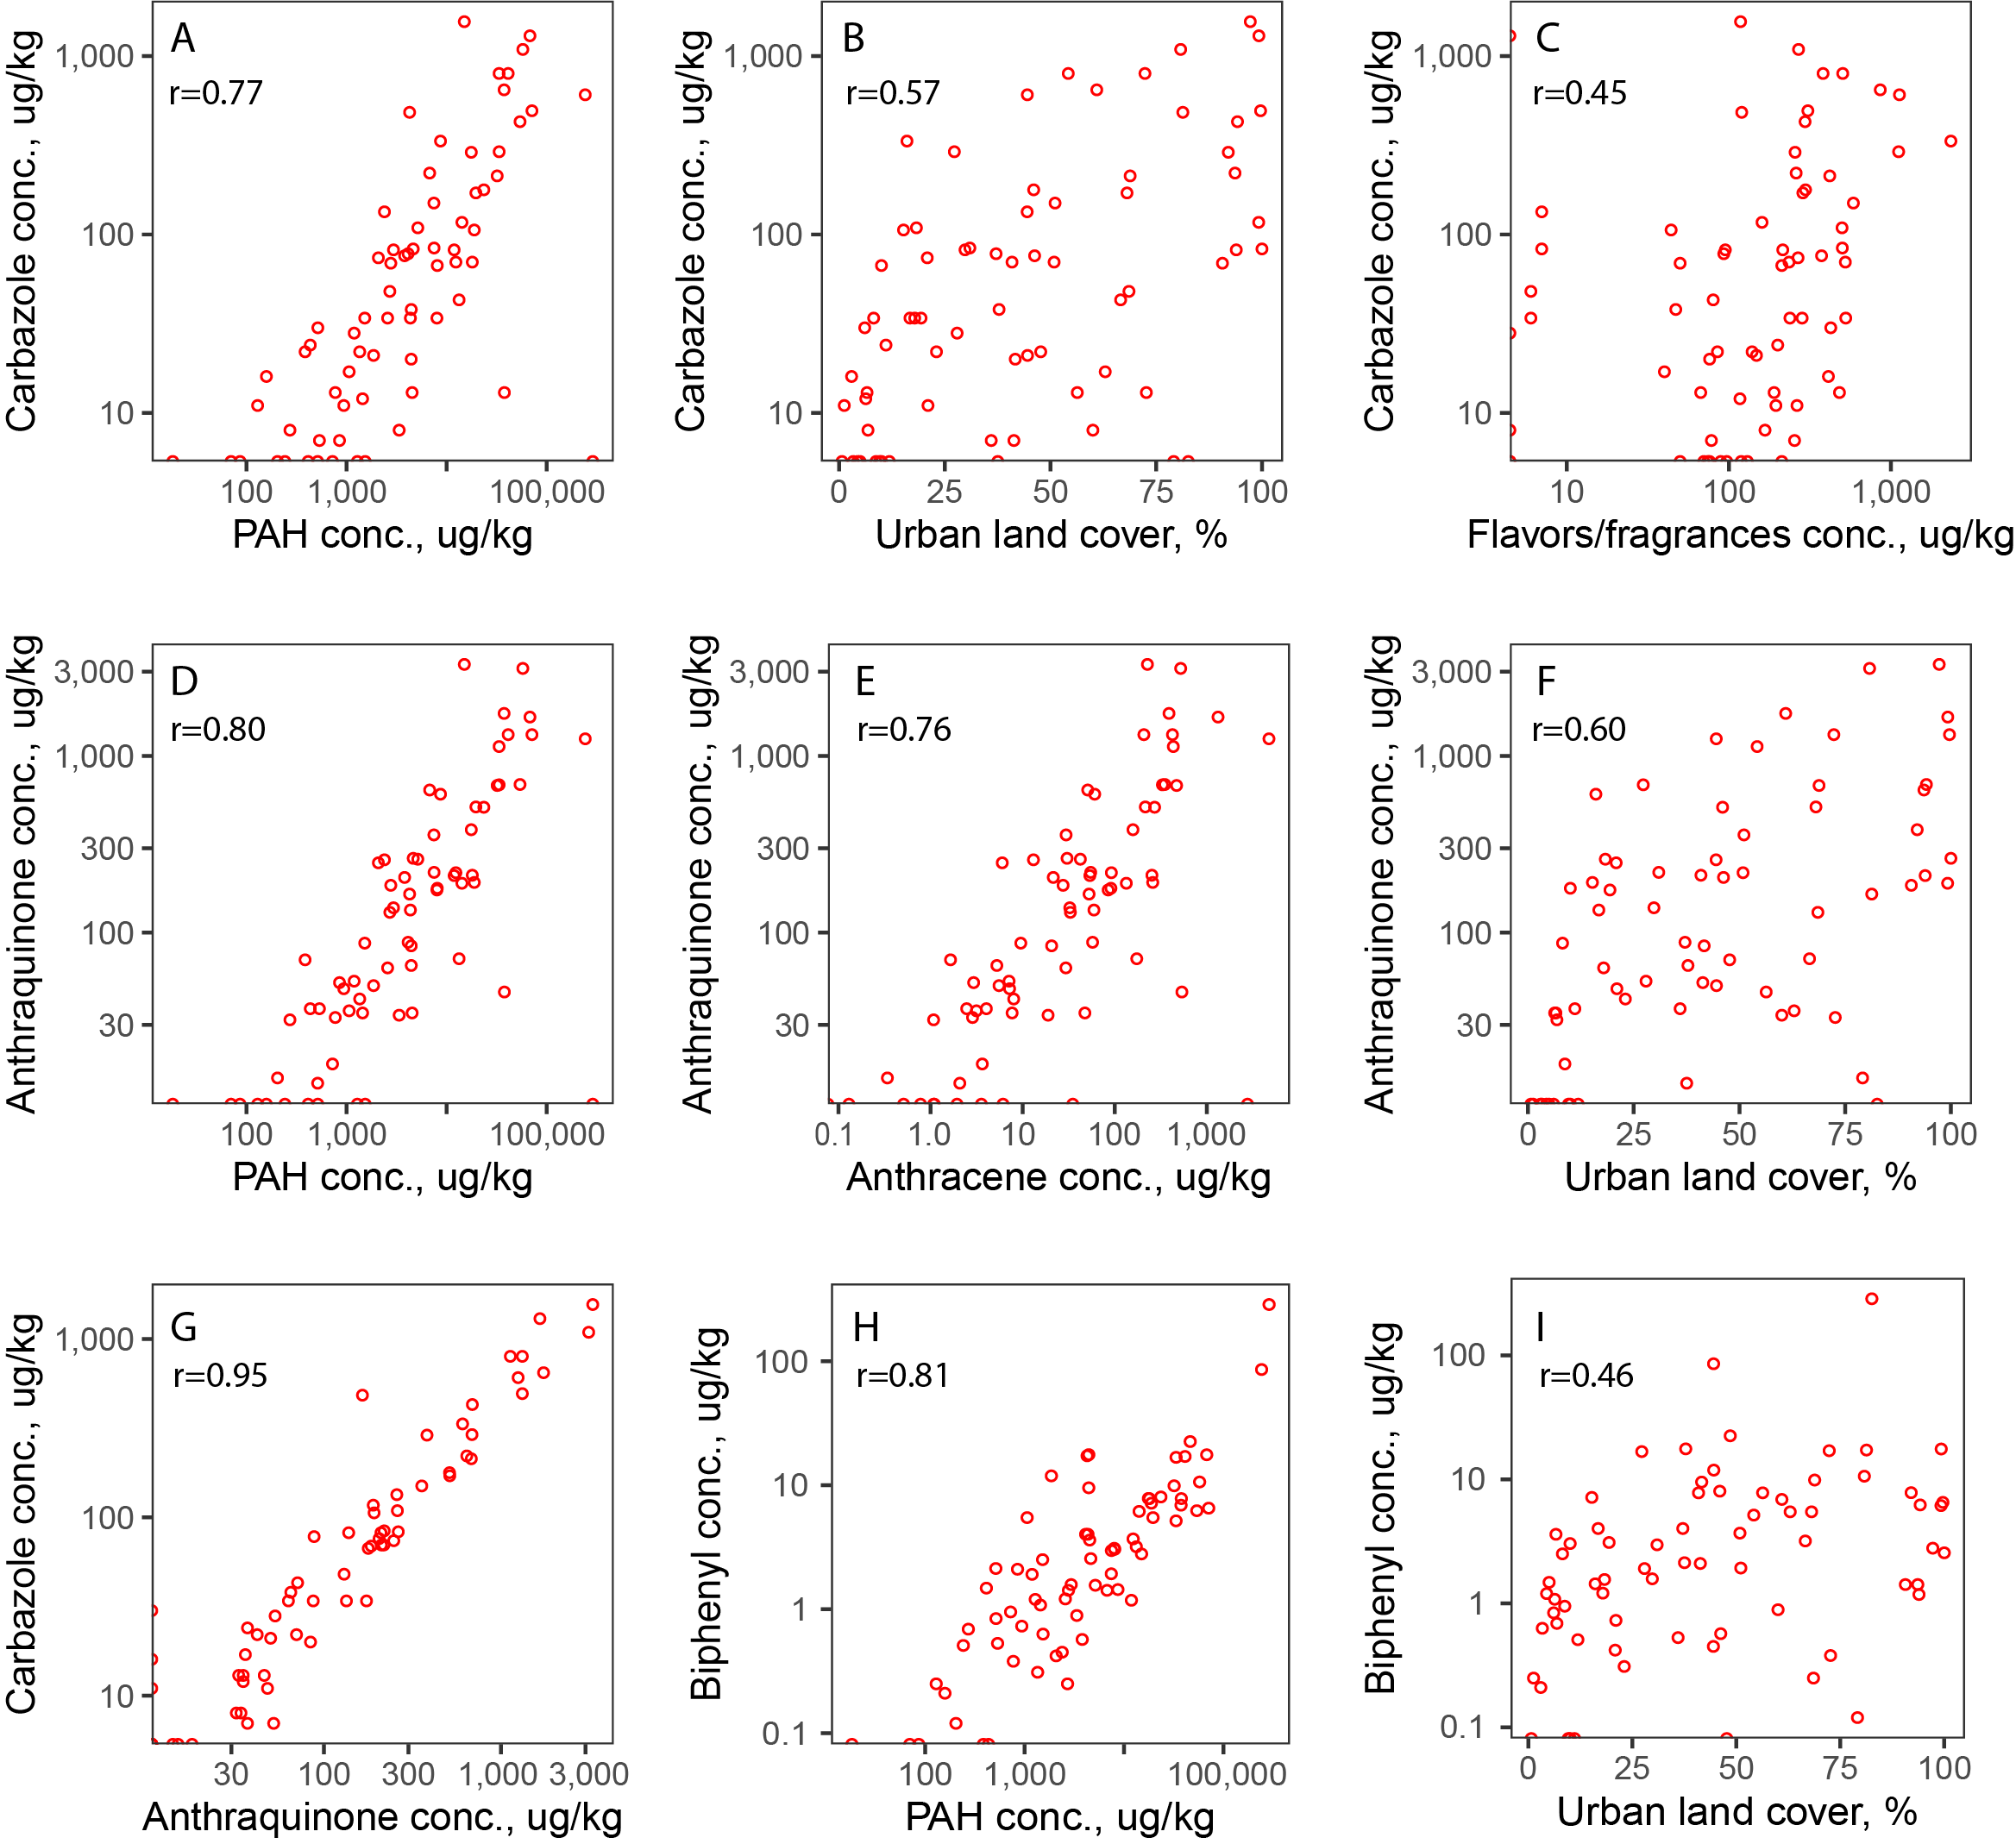 A
r=0.77
Carbazole conc., ug/kg
1,000
100
10
100
1,000
100,000
PAH conc., ug/kg
B
r=0.57
Carbazole conc., ug/kg
1,000
100
10
0
25
50
75
100
Urban land cover, %
C
r=0.45
Carbazole conc., ug/kg
1,000
100
10
10
100
1,000
Flavors/fragrances conc., ug/kg
D
r=0.80
Anthraquinone conc., ug/kg
3,000
1,000
300
100
30
100
1,000
100,000
PAH conc., ug/kg
E
r=0.76
Anthraquinone conc., ug/kg
3,000
1,000
300
100
30
0.1
1.0
10
100
1,000
Anthracene conc., ug/kg
F
r=0.60
Anthraquinone conc., ug/kg
3,000
1,000
300
100
30
0
25
50
75
100
Urban land cover, %
G
r=0.95
Carbazole conc., ug/kg
1,000
100
10
30
100
300
1,000
3,000
Anthraquinone conc., ug/kg
H
r=0.81
Biphenyl conc., ug/kg
100
10
1
0.1
100
1,000
100,000
PAH conc., ug/kg
I
r=0.46
Biphenyl conc., ug/kg
100
10
1
0.1
0
25
50
75
100
Urban land cover, %